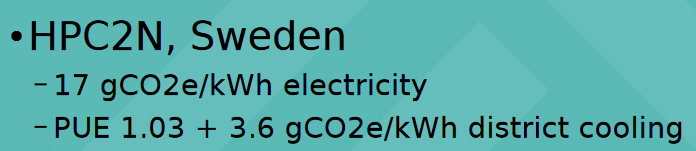 •HPC2N, Sweden
–17 gCO2e/kWh electricity
–PUE 1.03 + 3.6 gCO2e/kWh district cooling